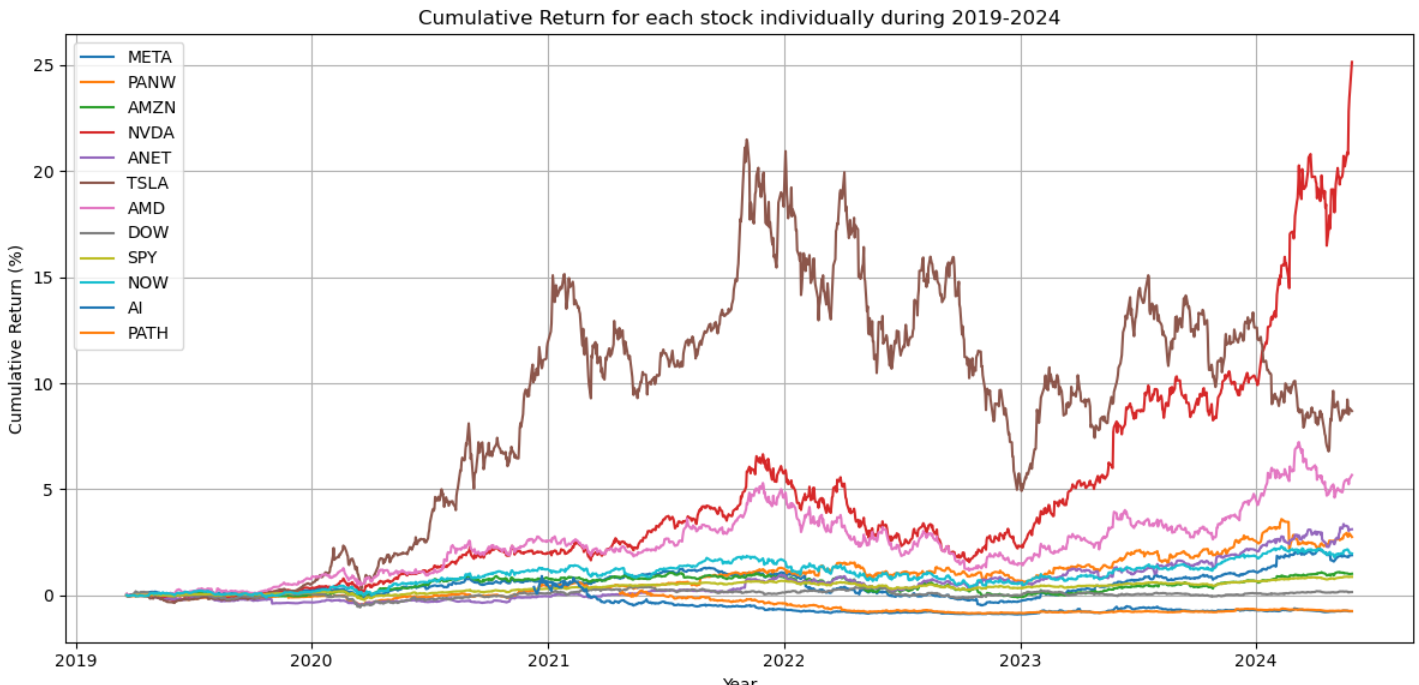 Cumulative Return for each stock individually during 2019-2024
Cumulative Return (%)
25
20
15
10
5
0
META
PANW
AMZN
NVDA
ANET
TSLA
AMD
DOW
SPY
NOW
AI
PATH
2019
2020
2021
2022
2023
2024
Year